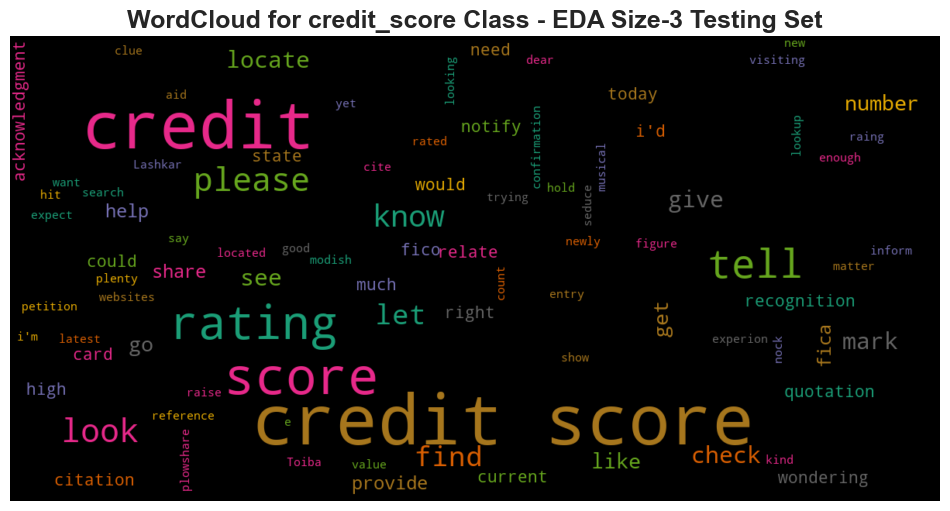 WordCloud for credit_score Class - EDA Size-3 Testing Set
acknowledgment
clue
locate
need
dear
new
visiting
looking
aid
yet
today
number
credit
notify
i'd
lookup
raing
rated
confirmation
enough
Lashkar
state
cite
musical
please
want
hit
search
would
trying
hold
seduce
give
expect
help
know
say
located
good
modish
fico
relate
newly
figure
inform
could
plenty
share
see
much
count
tell
matter
websites
entry
recognition
petition
rating
let
right
get
i'm
latest
card
go
experion
nock
fica
mark
show
high
raise
score
quotation
reference
e
credit score
look
plowshare
Toiba
value
find
like
check
kind
citation
provide
current
wondering